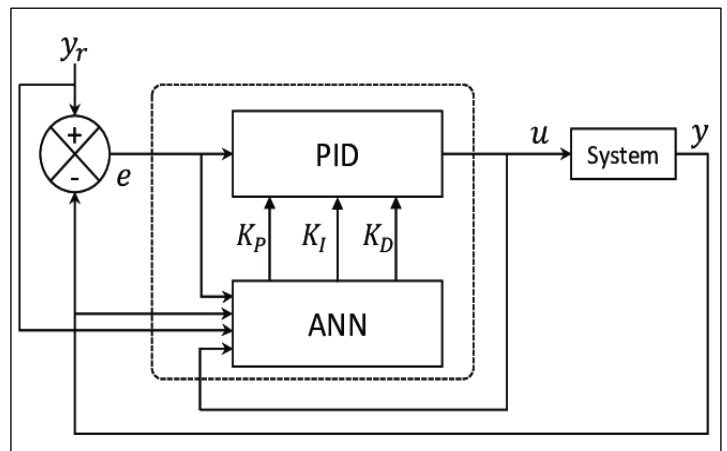 y_r
+
-
e
PID
u
System
y
K_P
K_I
K_D
ANN